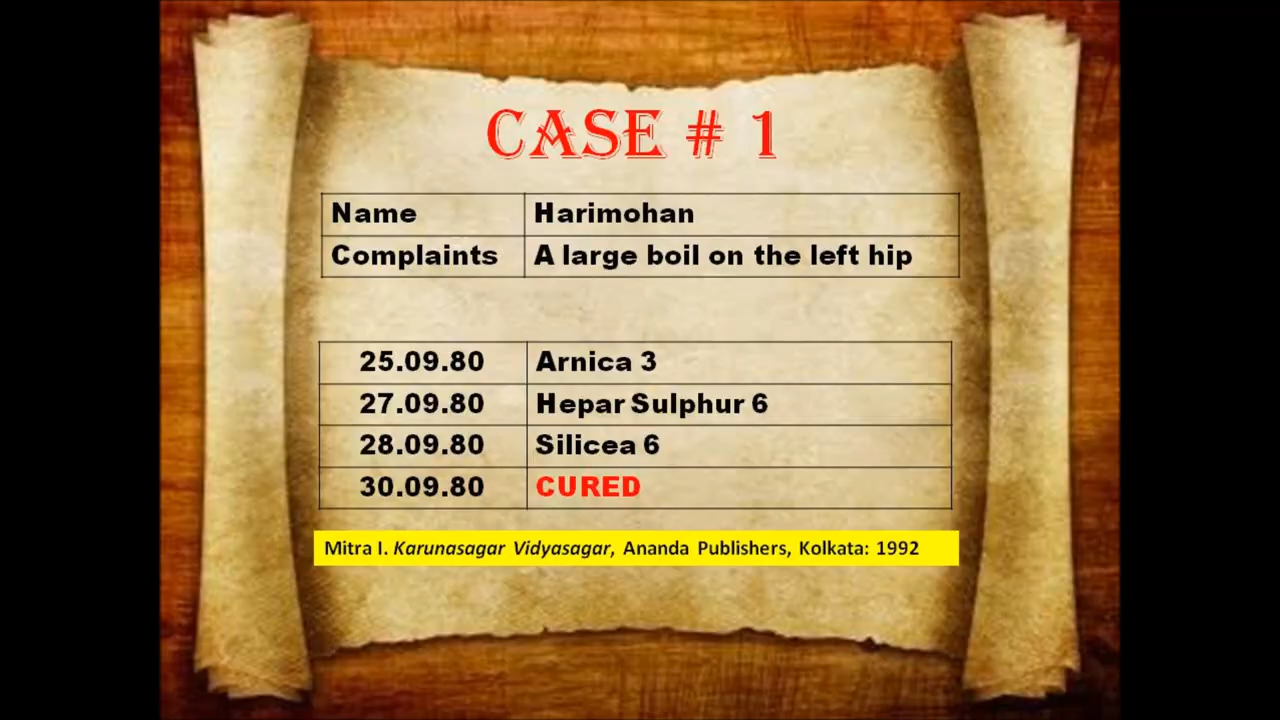 CASE # 1
Name Harimohan
Complaints A large boil on the left hip
25.09.80 Arnica 3
27.09.80 Hepar Sulphur 6
28.09.80 Silicea 6
30.09.80 CURED
Mitra I. Karunasagar Vidyasagar, Ananda Publishers, Kolkata: 1992